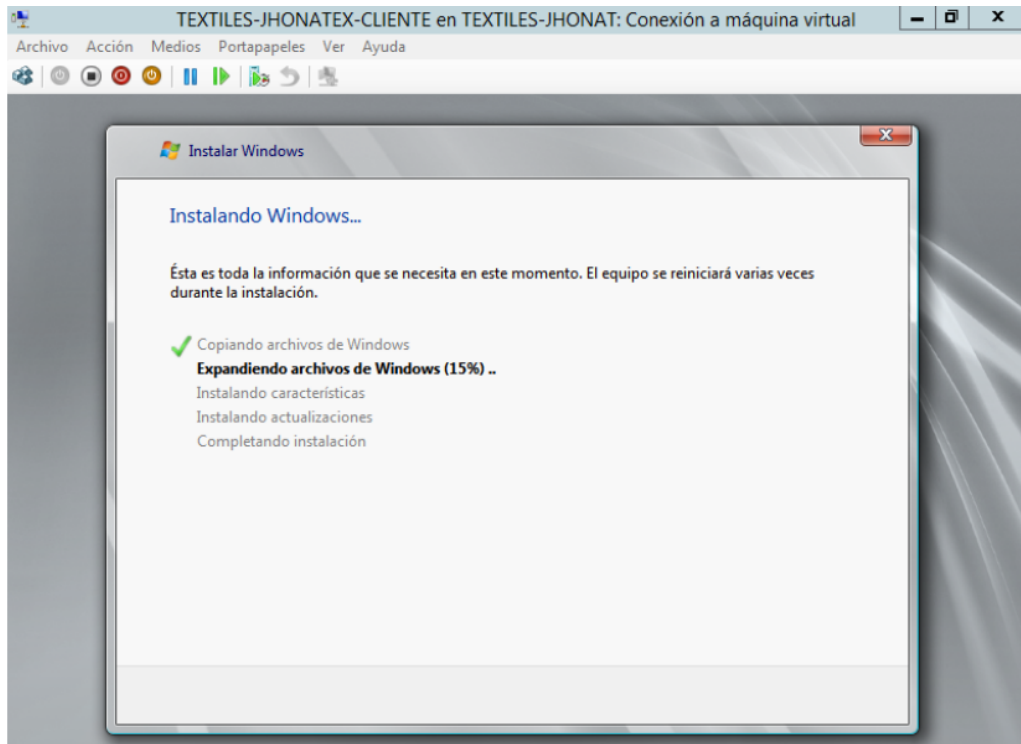 TEXTILES-JHONATEX-CLIENTE en TEXTILES-JHONAT: Conexión a máquina virtual
Archivo Acción Medios Portapapeles Ver Ayuda
Instalar Windows
Instalando Windows...
Ésta es toda la información que se necesita en este momento. El equipo se reiniciará varias veces
durante la instalación.
Copiando archivos de Windows
Expandiendo archivos de Windows (15%) ..
Instalando características
Instalando actualizaciones
Completando instalación